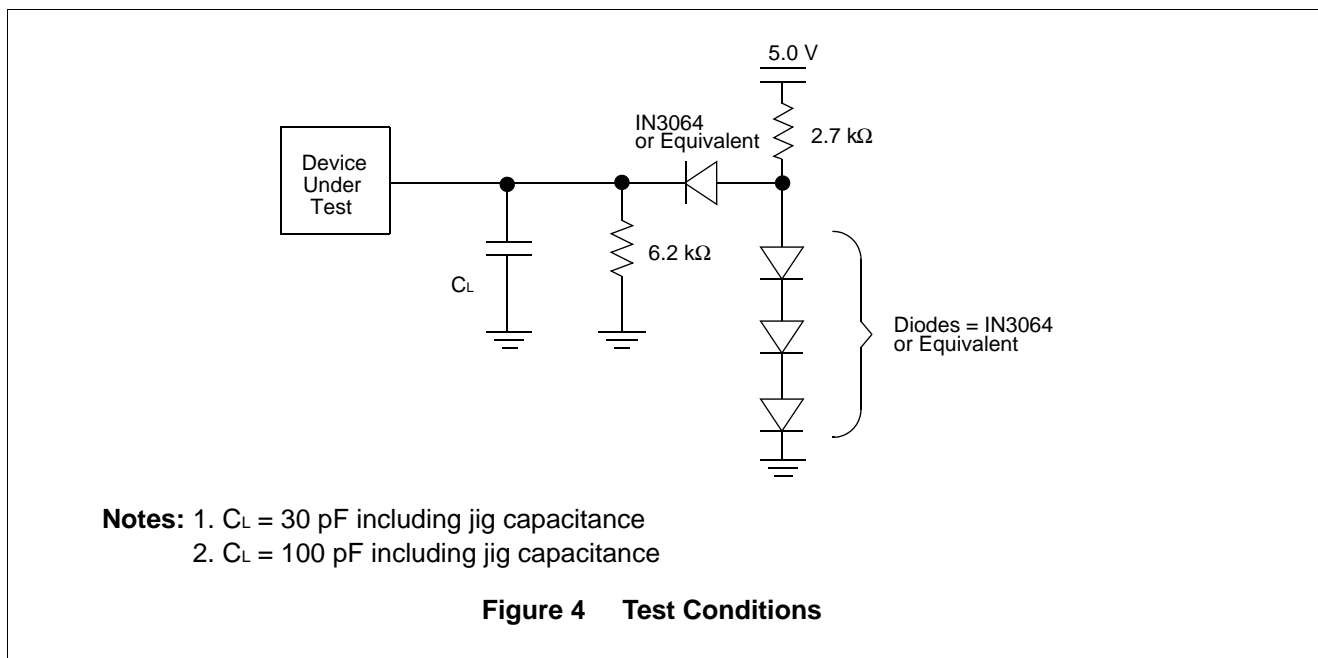 5.0 V
IN3064
or Equivalent
2.7 kΩ
Device
Under
Test
6.2 kΩ
CL
Diodes = IN3064
or Equivalent
Notes: 1. CL = 30 pF including jig capacitance
2. CL = 100 pF including jig capacitance
Figure 4 Test Conditions